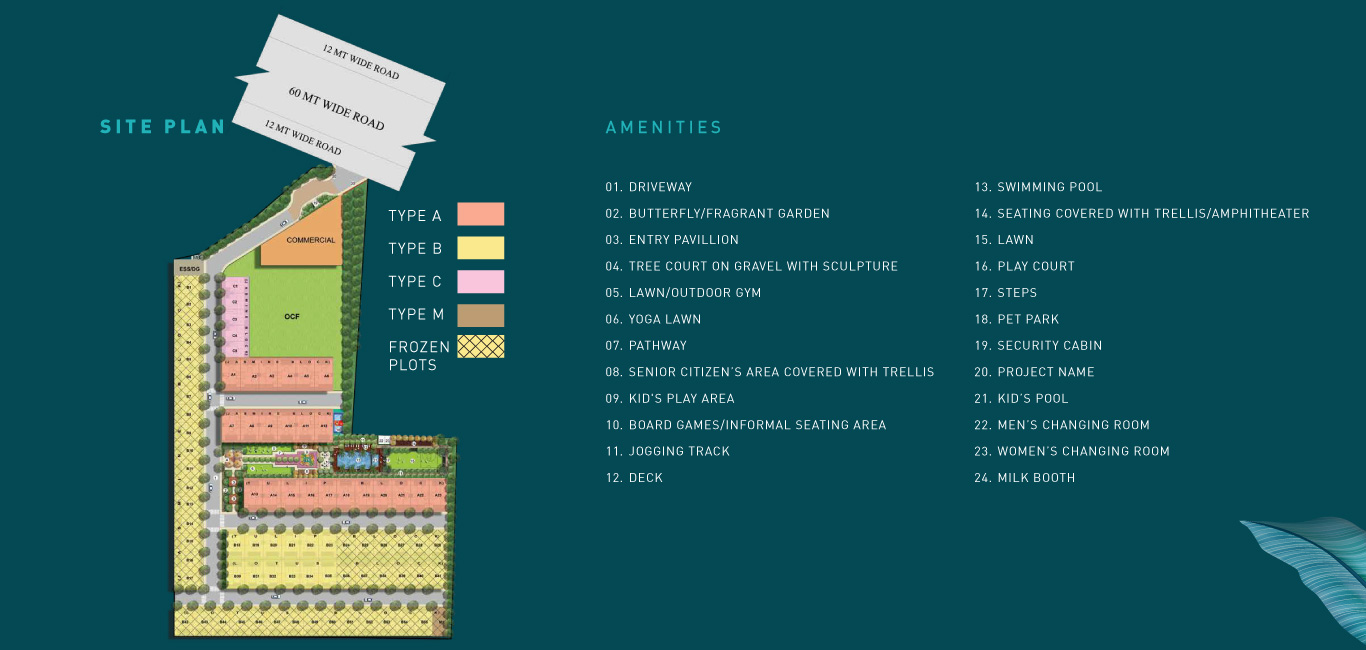 12 MT WIDE ROAD
60 MT WIDE ROAD
12 MT WIDE ROAD
SITE PLAN
COMMERCIAL
ESS/DG
OCF
TYPE A
TYPE B
TYPE C
TYPE M
FROZEN
PLOTS
AMENITIES
01. DRIVEWAY
02. BUTTERFLY/FRAGRANT GARDEN
03. ENTRY PAVILLION
04. TREE COURT ON GRAVEL WITH SCULPTURE
05. LAWN/OUTDOOR GYM
06. YOGA LAWN
07. PATHWAY
08. SENIOR CITIZEN'S AREA COVERED WITH TRELLIS
09. KID'S PLAY AREA
10. BOARD GAMES/INFORMAL SEATING AREA
11. JOGGING TRACK
12. DECK
13. SWIMMING POOL
14. SEATING COVERED WITH TRELLIS/AMPHITHEATER
15. LAWN
16. PLAY COURT
17. STEPS
18. PET PARK
19. SECURITY CABIN
20. PROJECT NAME
21. KID'S POOL
22. MEN'S CHANGING ROOM
23. WOMEN'S CHANGING ROOM
24. MILK BOOTH